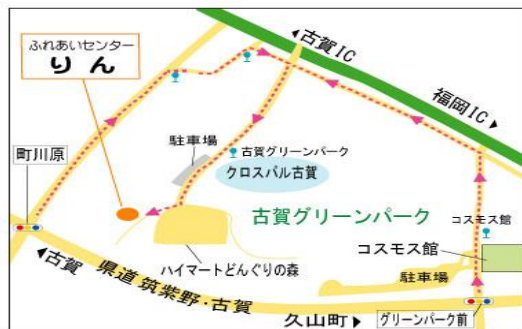 ふれあいセンター
りん
古賀IC
福岡IC
駐車場
古賀グリーンパーク
クロスパル古賀
町川原
古賀グリーンパーク
コスモス館
コスモス館
ハイマートどんぐりの森
古賀 県道 筑紫野・古賀
駐車場
久山町
グリーンパーク前